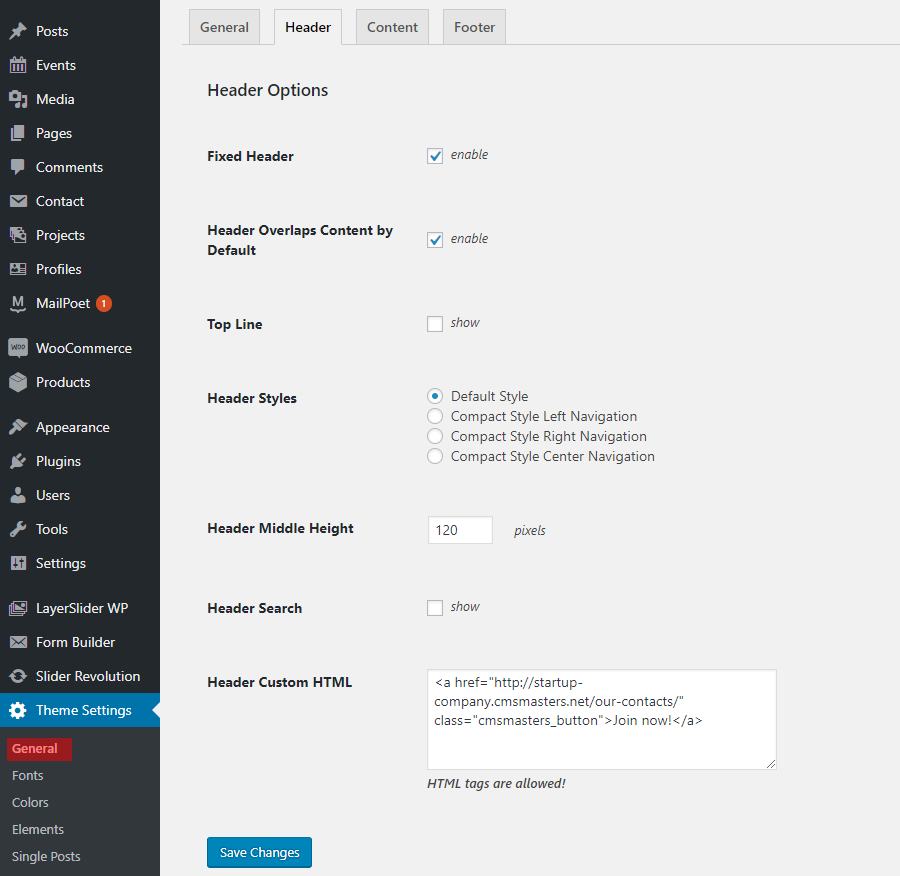 Posts
Events
Media
Pages
Comments
Contact
Projects
Profiles
M MailPoet 1
Woo WooCommerce
Products
Appearance
Plugins
Users
Tools
Settings
LayerSlider WP
Form Builder
Slider Revolution
Theme Settings
General
Fonts
Colors
Elements
Single Posts
General Header Content Footer
Header Options
Fixed Header enable
Header Overlaps Content by
Default enable
Top Line show
Header Styles Default Style
Compact Style Left Navigation
Compact Style Right Navigation
Compact Style Center Navigation
Header Middle Height 120 pixels
Header Search show
Header Custom HTML <a href="http://startup-
company.cmsmasters.net/our-contacts/"
class="cmsmasters_button">Join now!</a>
HTML tags are allowed!
Save Changes